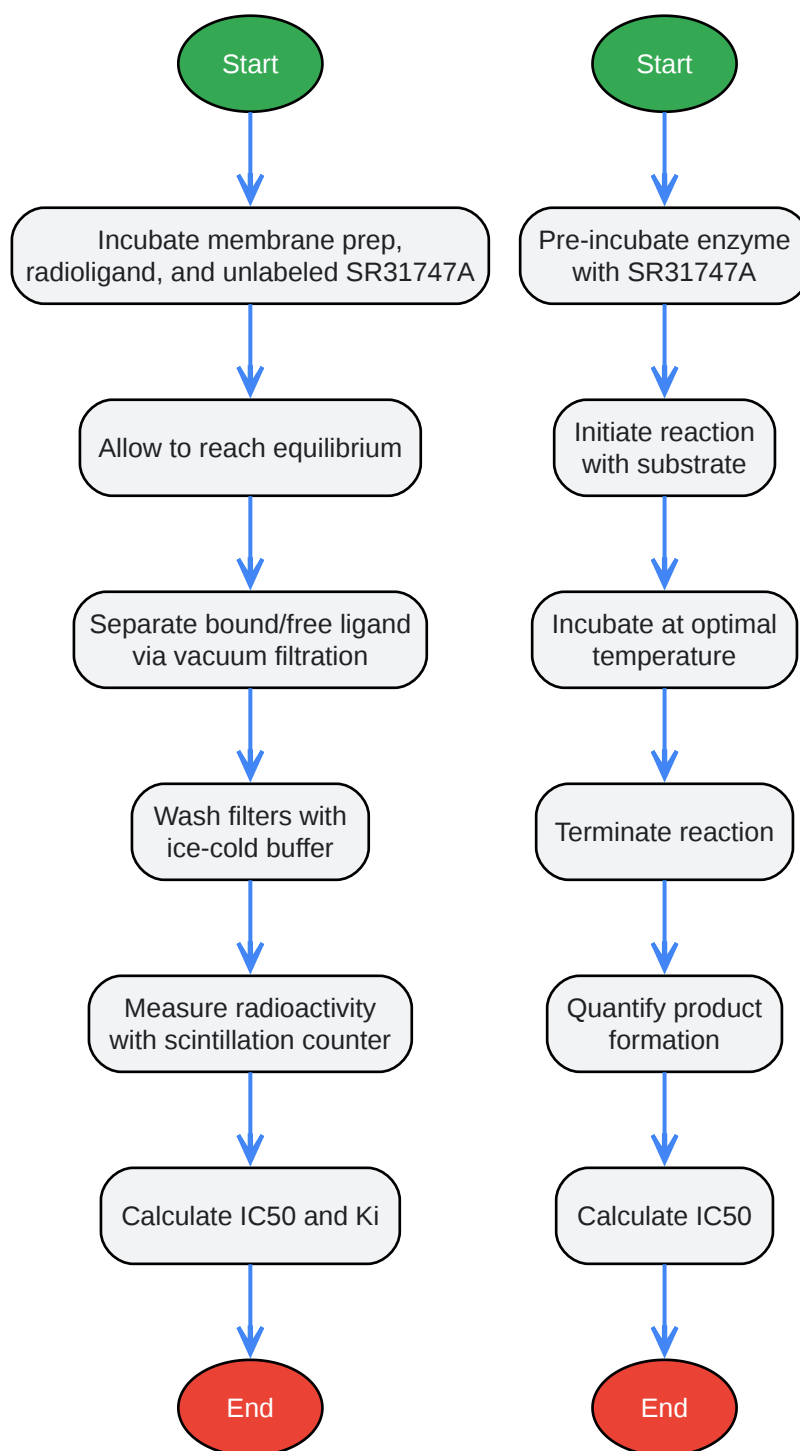 Start
Incubate membrane prep,
radioligand, and unlabeled SR31747A
Allow to reach equilibrium
Separate bound/free ligand
via vacuum filtration
Wash filters with
ice-cold buffer
Measure radioactivity
with scintillation counter
Calculate IC50 and Ki
End
Start
Pre-incubate enzyme
with SR31747A
Initiate reaction
with substrate
Incubate at optimal
temperature
Terminate reaction
Quantify product
formation
Calculate IC50
End